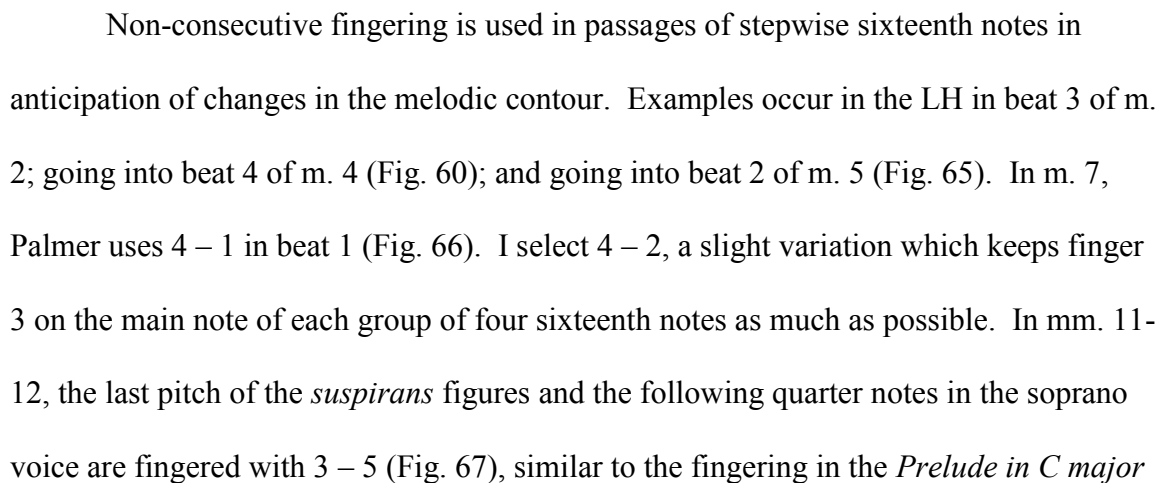 Non-consecutive fingering is used in passages of stepwise sixteenth notes in
anticipation of changes in the melodic contour.  Examples occur in the LH in beat 3 of m.
2; going into beat 4 of m. 4 (Fig. 60); and going into beat 2 of m. 5 (Fig. 65).  In m. 7,
Palmer uses 4 – 1 in beat 1 (Fig. 66).  I select 4 – 2, a slight variation which keeps finger
3 on the main note of each group of four sixteenth notes as much as possible.  In mm. 11-
12, the last pitch of the suspirans figures and the following quarter notes in the soprano
voice are fingered with 3 – 5 (Fig. 67), similar to the fingering in the Prelude in C major